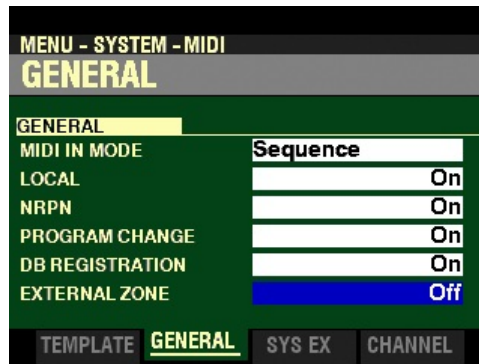 MENU - SYSTEM - MIDI
GENERAL
GENERAL
MIDI IN MODE Sequence
LOCAL On
NRPN On
PROGRAM CHANGE On
DB REGISTRATION On
EXTERNAL ZONE Off
TEMPLATE GENERAL SYS EX CHANNEL